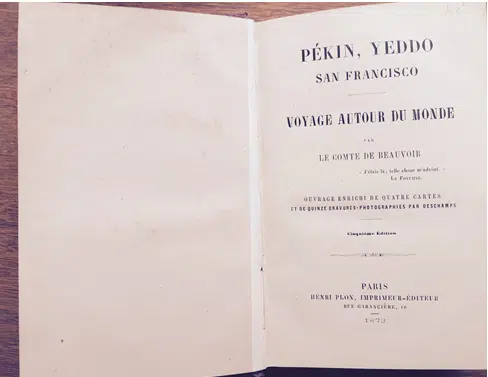 PÉKIN, YEDDO
SAN FRANCISCO
VOYAGE AUTOUR DU MONDE
PAR
LE COMTE DE BEAUVOIR
« J'étais là; telle chose m'advint. »
LA FONTAINE.
OUVRAGE ENRICHI DE QUATRE CARTES
ET DE QUINZE GRAVURES-PHOTOGRAPHIES PAR DESCHAMPS
Cinquième Édition
PARIS
HENRI PLON, IMPRIMEUR-ÉDITEUR
RUE GARANCIÈRE, 10